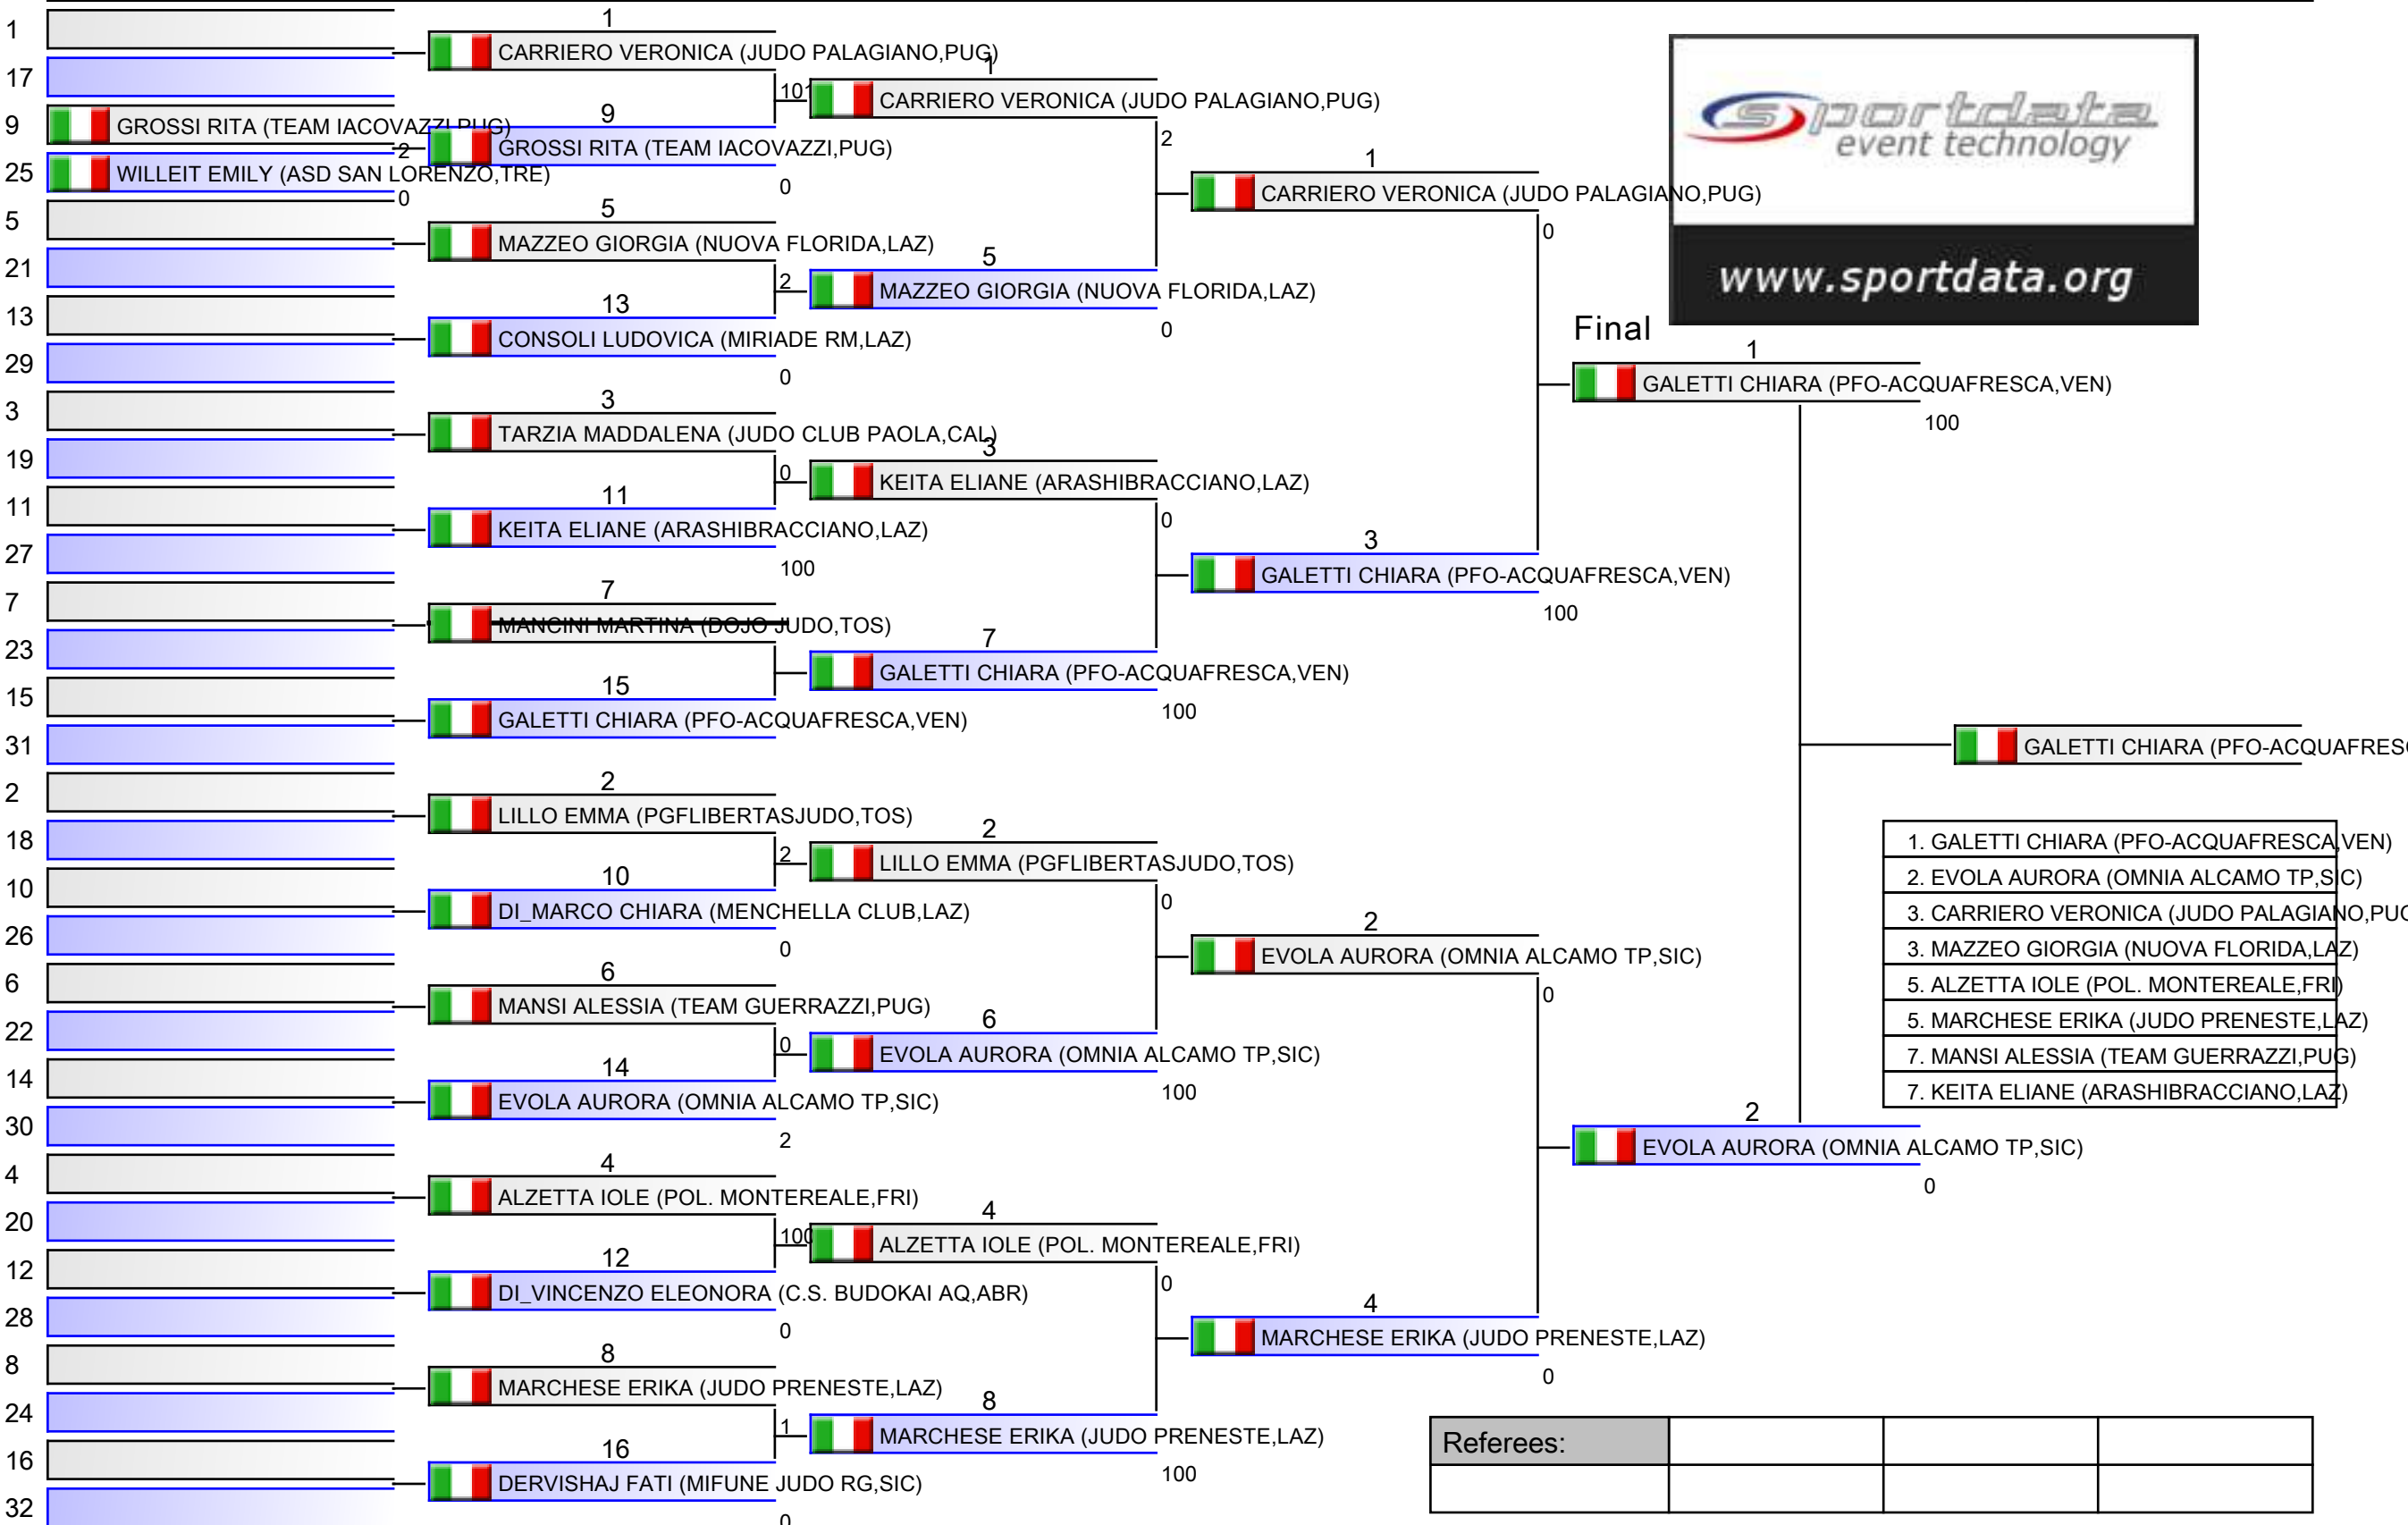 1
17
9 GROSSI RITA (TEAM IACOVAZZI,PUG)
2
25 WILLEIT EMILY (ASD SAN LORENZO,TRE)
0
5
21
13
29
3
19
11
27
7
23
15
31
2
18
10
26
6
22
14
30
4
20
12
28
8
24
16
32
1
CARRIERO VERONICA (JUDO PALAGIANO,PUG)
101
9
GROSSI RITA (TEAM IACOVAZZI,PUG)
0
5
MAZZEO GIORGIA (NUOVA FLORIDA,LAZ)
2
13
CONSOLI LUDOVICA (MIRIADE RM,LAZ)
0
3
TARZIA MADDALENA (JUDO CLUB PAOLA,CAL)
0
11
KEITA ELIANE (ARASHIBRACCIANO,LAZ)
100
7
MANCINI MARTINA (DOJO JUDO,TOS)
15
GALETTI CHIARA (PFO-ACQUAFRESCA,VEN)
2
LILLO EMMA (PGFLIBERTASJUDO,TOS)
2
10
DI_MARCO CHIARA (MENCHELLA CLUB,LAZ)
0
6
MANSI ALESSIA (TEAM GUERRAZZI,PUG)
0
14
EVOLA AURORA (OMNIA ALCAMO TP,SIC)
2
4
ALZETTA IOLE (POL. MONTEREALE,FRI)
100
12
DI_VINCENZO ELEONORA (C.S. BUDOKAI AQ,ABR)
0
8
MARCHESE ERIKA (JUDO PRENESTE,LAZ)
1
16
DERVISHAJ FATI (MIFUNE JUDO RG,SIC)
0
1
CARRIERO VERONICA (JUDO PALAGIANO,PUG)
2
5
MAZZEO GIORGIA (NUOVA FLORIDA,LAZ)
0
3
KEITA ELIANE (ARASHIBRACCIANO,LAZ)
0
7
GALETTI CHIARA (PFO-ACQUAFRESCA,VEN)
100
2
LILLO EMMA (PGFLIBERTASJUDO,TOS)
0
6
EVOLA AURORA (OMNIA ALCAMO TP,SIC)
100
4
ALZETTA IOLE (POL. MONTEREALE,FRI)
0
8
MARCHESE ERIKA (JUDO PRENESTE,LAZ)
100
1
CARRIERO VERONICA (JUDO PALAGIANO,PUG)
0
3
GALETTI CHIARA (PFO-ACQUAFRESCA,VEN)
100
2
EVOLA AURORA (OMNIA ALCAMO TP,SIC)
0
4
MARCHESE ERIKA (JUDO PRENESTE,LAZ)
0
sportdata
event technology
www.sportdata.org
Final
1
GALETTI CHIARA (PFO-ACQUAFRESCA,VEN)
100
2
EVOLA AURORA (OMNIA ALCAMO TP,SIC)
0
GALETTI CHIARA (PFO-ACQUAFRES
1. GALETTI CHIARA (PFO-ACQUAFRESCA,VEN)
2. EVOLA AURORA (OMNIA ALCAMO TP,SIC)
3. CARRIERO VERONICA (JUDO PALAGIANO,PUG
3. MAZZEO GIORGIA (NUOVA FLORIDA,LAZ)
5. ALZETTA IOLE (POL. MONTEREALE,FRI)
5. MARCHESE ERIKA (JUDO PRENESTE,LAZ)
7. MANSI ALESSIA (TEAM GUERRAZZI,PUG)
7. KEITA ELIANE (ARASHIBRACCIANO,LAZ)
Referees: